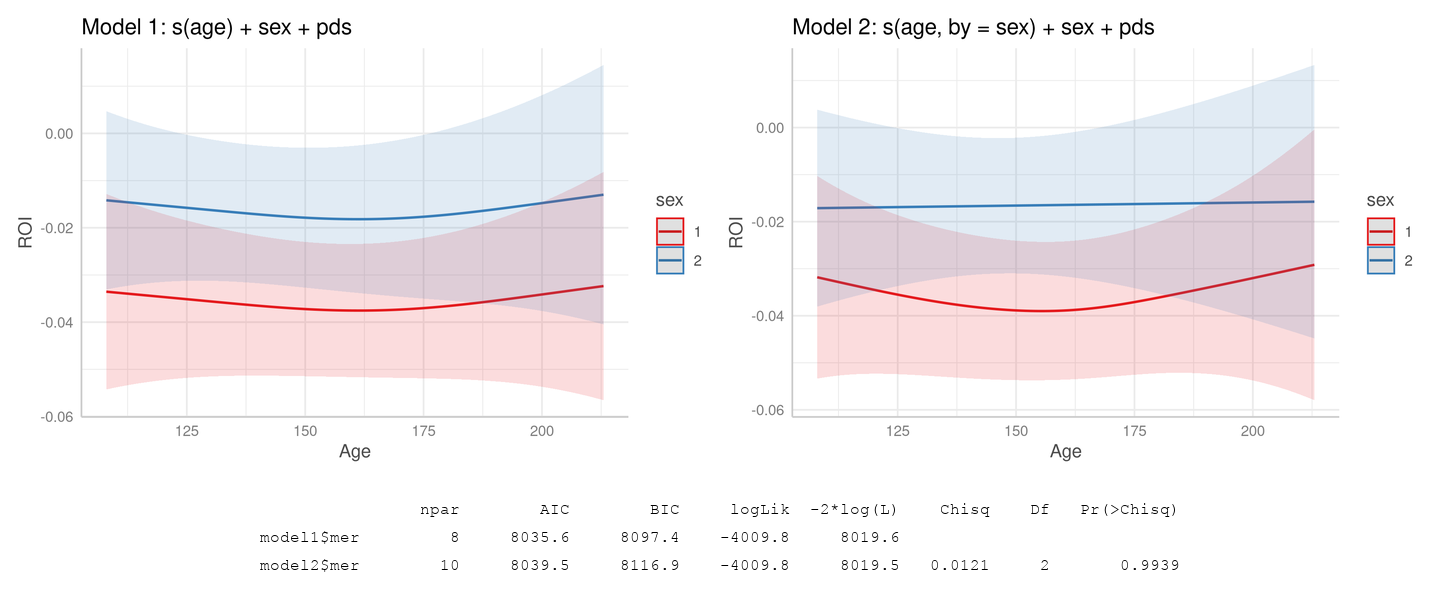 Model 1: s(age) + sex + pds
0.00
-0.02
-0.04
-0.06
ROI
125 150 175 200
Age
sex
1
2
Model 2: s(age, by = sex) + sex + pds
0.00
-0.02
-0.04
-0.06
ROI
125 150 175 200
Age
sex
1
2
npar AIC BIC logLik -2*log(L) Chisq Df Pr(>Chisq)
model1$mer 8 8035.6 8097.4 -4009.8 8019.6
model2$mer 10 8039.5 8116.9 -4009.8 8019.5 0.0121 2 0.9939